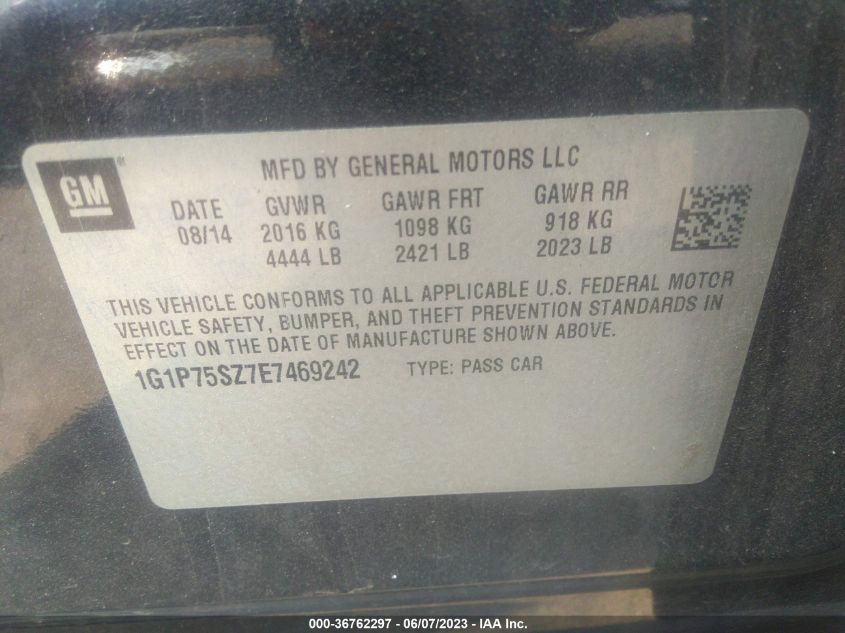 GM
MFD BY GENERAL MOTORS LLC
DATE GVWR GAWR FRT GAWR RR
08/14 2016 KG 1098 KG 918 KG
4444 LB 2421 LB 2023 LB
THIS VEHICLE CONFORMS TO ALL APPLICABLE U.S. FEDERAL MOTOR
VEHICLE SAFETY, BUMPER, AND THEFT PREVENTION STANDARDS IN
EFFECT ON THE DATE OF MANUFACTURE SHOWN ABOVE.
1G1P75SZ7E7469242 TYPE: PASS CAR
000-36762297 - 06/07/2023 - IAA Inc.